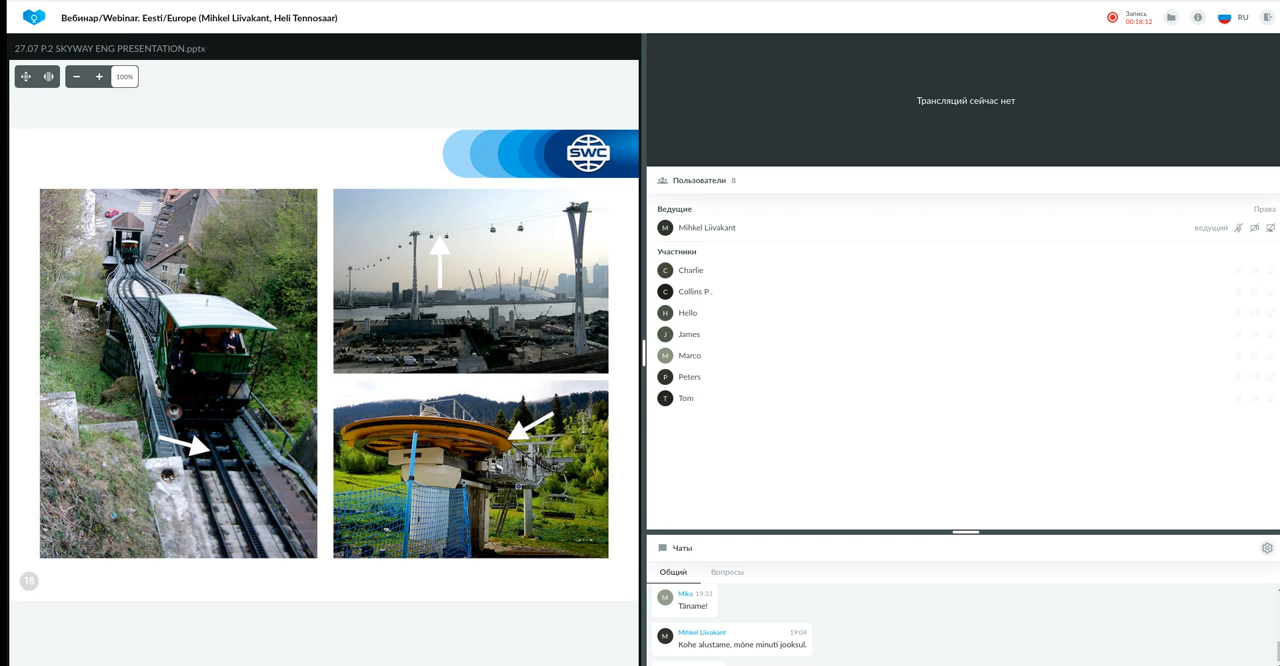 Вебинар/Webinar. Eesti/Europe (Mihkel Liivakant, Heli Tennosaar)
Запись
00:18:12
RU
27.07 P.2 SKYWAY ENG PRESENTATION.pptx
100%
SWC
18
Трансляций сейчас нет
Пользователи 8
Ведущие Права
M Mihkel Liivakant ведущий
Участники
C Charlie
C Collins P .
H Hello
J James
M Marco
P Peters
T Tom
Чаты
Общий Вопросы
M Mika 19:33
Täname!
M Mihkel Liivakant 19:04
Kohe alustame, mõne minuti jooksul.